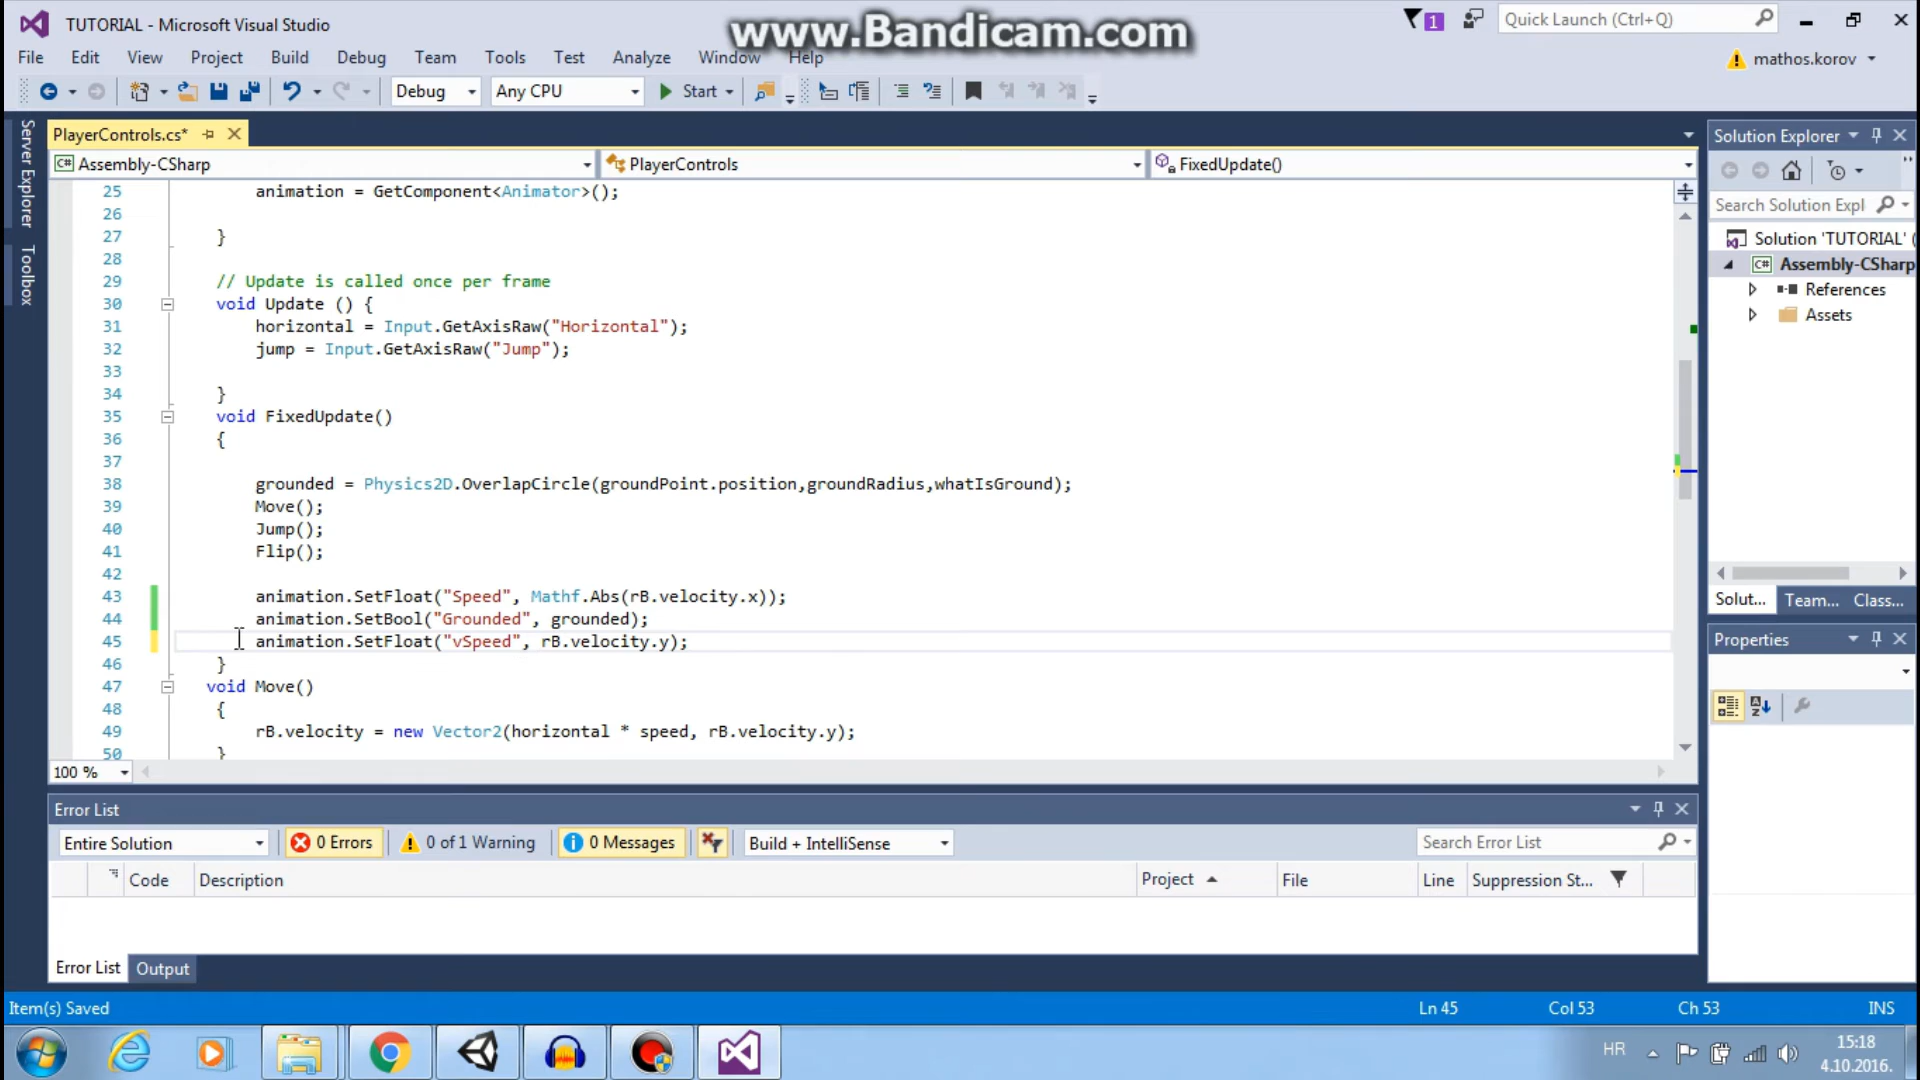 TUTORIAL - Microsoft Visual Studio
www.Bandicam.com
1
Quick Launch (Ctrl+Q)
File Edit View Project Build Debug Team Tools Test Analyze Window Help
mathos.korov
Debug Any CPU Start
Server Explorer
Toolbox
PlayerControls.cs*
Assembly-CSharp PlayerControls FixedUpdate()
25 animation = GetComponent<Animator>();
26
27 }
28
29 // Update is called once per frame
30 void Update () {
31 horizontal = Input.GetAxisRaw("Horizontal");
32 jump = Input.GetAxisRaw("Jump");
33
34 }
35 void FixedUpdate()
36 {
37
38 grounded = Physics2D.OverlapCircle(groundPoint.position,groundRadius,whatIsGround);
39 Move();
40 Jump();
41 Flip();
42
43 animation.SetFloat("Speed", Mathf.Abs(rB.velocity.x));
44 animation.SetBool("Grounded", grounded);
45 animation.SetFloat("vSpeed", rB.velocity.y);
46 }
47 void Move()
48 {
49 rB.velocity = new Vector2(horizontal * speed, rB.velocity.y);
50 }
100 %
Solution Explorer
Search Solution Expl
Solution 'TUTORIAL' (
C# Assembly-CSharp
References
Assets
Solut... Team... Class...
Properties
Error List
Entire Solution 0 Errors 0 of 1 Warning 0 Messages Build + IntelliSense Search Error List
Code Description Project File Line Suppression St...
Error List Output
Item(s) Saved Ln 45 Col 53 Ch 53 INS
HR
15:18
4.10.2016.